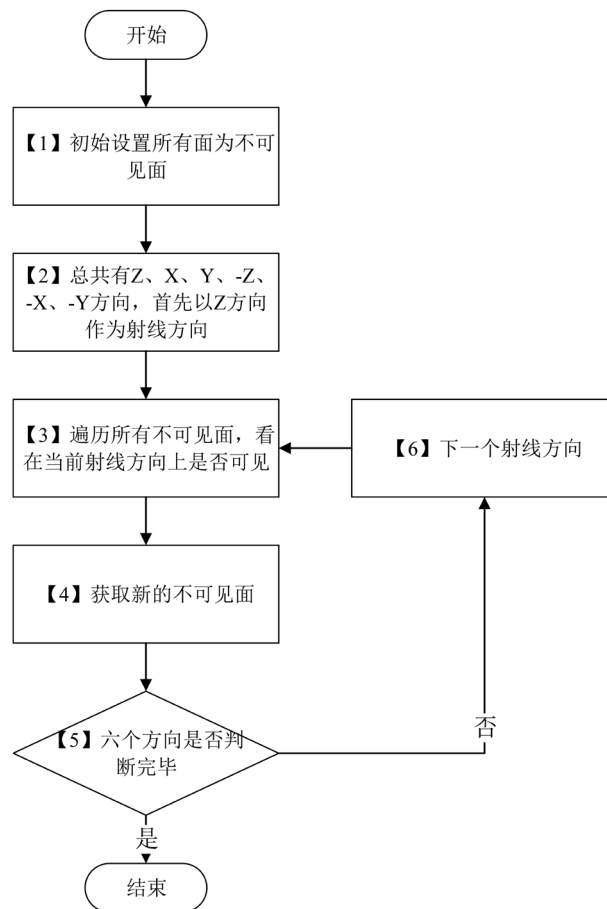 开始
【1】初始设置所有面为不可
见面
【2】总共有Z、X、Y、-Z、
-X、-Y方向，首先以Z方向
作为射线方向
【3】遍历所有不可见面，看
在当前射线方向上是否可见
【6】下一个射线方向
【4】获取新的不可见面
【5】六个方向是否判
断完毕
否
是
结束